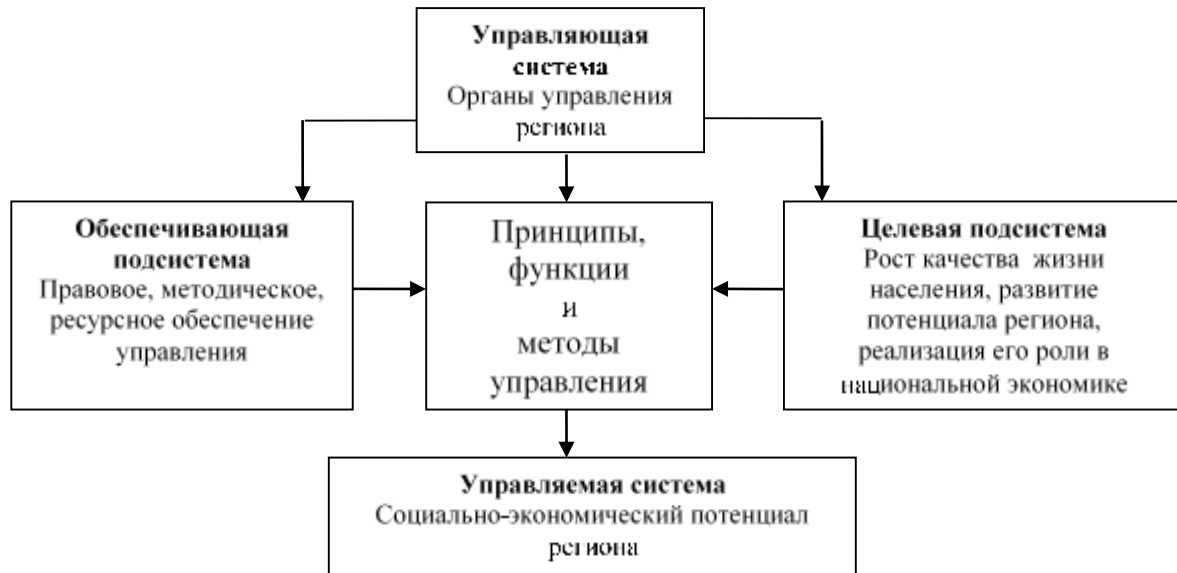 Управляющая
система
Органы управления
региона
Обеспечивающая
подсистема
Правовое, методическое,
ресурсное обеспечение
управления
Принципы,
функции
и
методы
управления
Целевая подсистема
Рост качества жизни
населения, развитие
потенциала региона,
реализация его роли в
национальной экономике
Управляемая система
Социально-экономический потенциал
региона